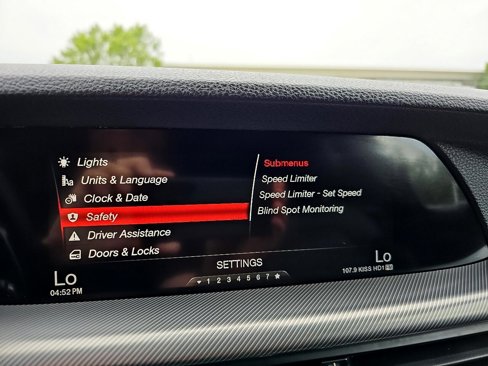 Lights
Units & Language
Clock & Date
Safety
Driver Assistance
Doors & Locks
Submenus
Speed Limiter
Speed Limiter - Set Speed
Blind Spot Monitoring
SETTINGS
1 2 3 4 5 6 7
Lo
04:52 PM
Lo
107.9 KISS HD1